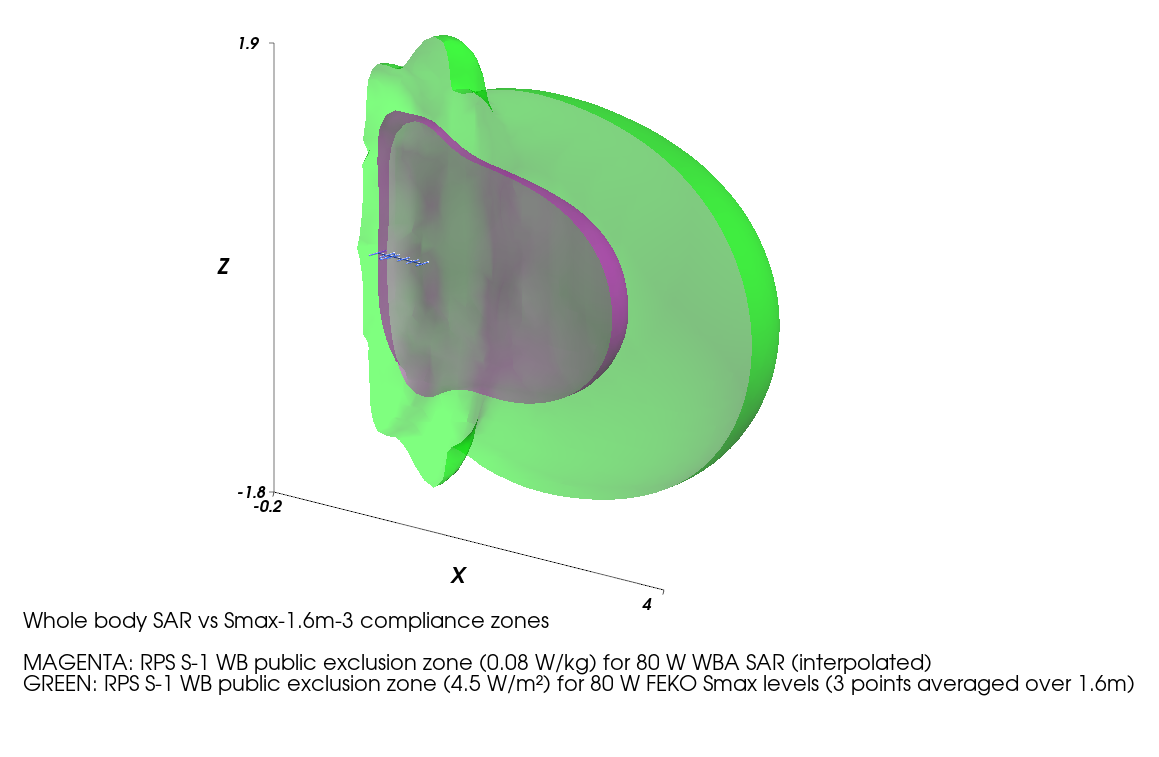 1.9
Z
-1.8
-0.2
X
4
Whole body SAR vs Smax-1.6m-3 compliance zones
MAGENTA: RPS S-1 WB public exclusion zone (0.08 W/kg) for 80 W WBA SAR (interpolated)
GREEN: RPS S-1 WB public exclusion zone (4.5 W/m²) for 80 W FEKO Smax levels (3 points averaged over 1.6m)